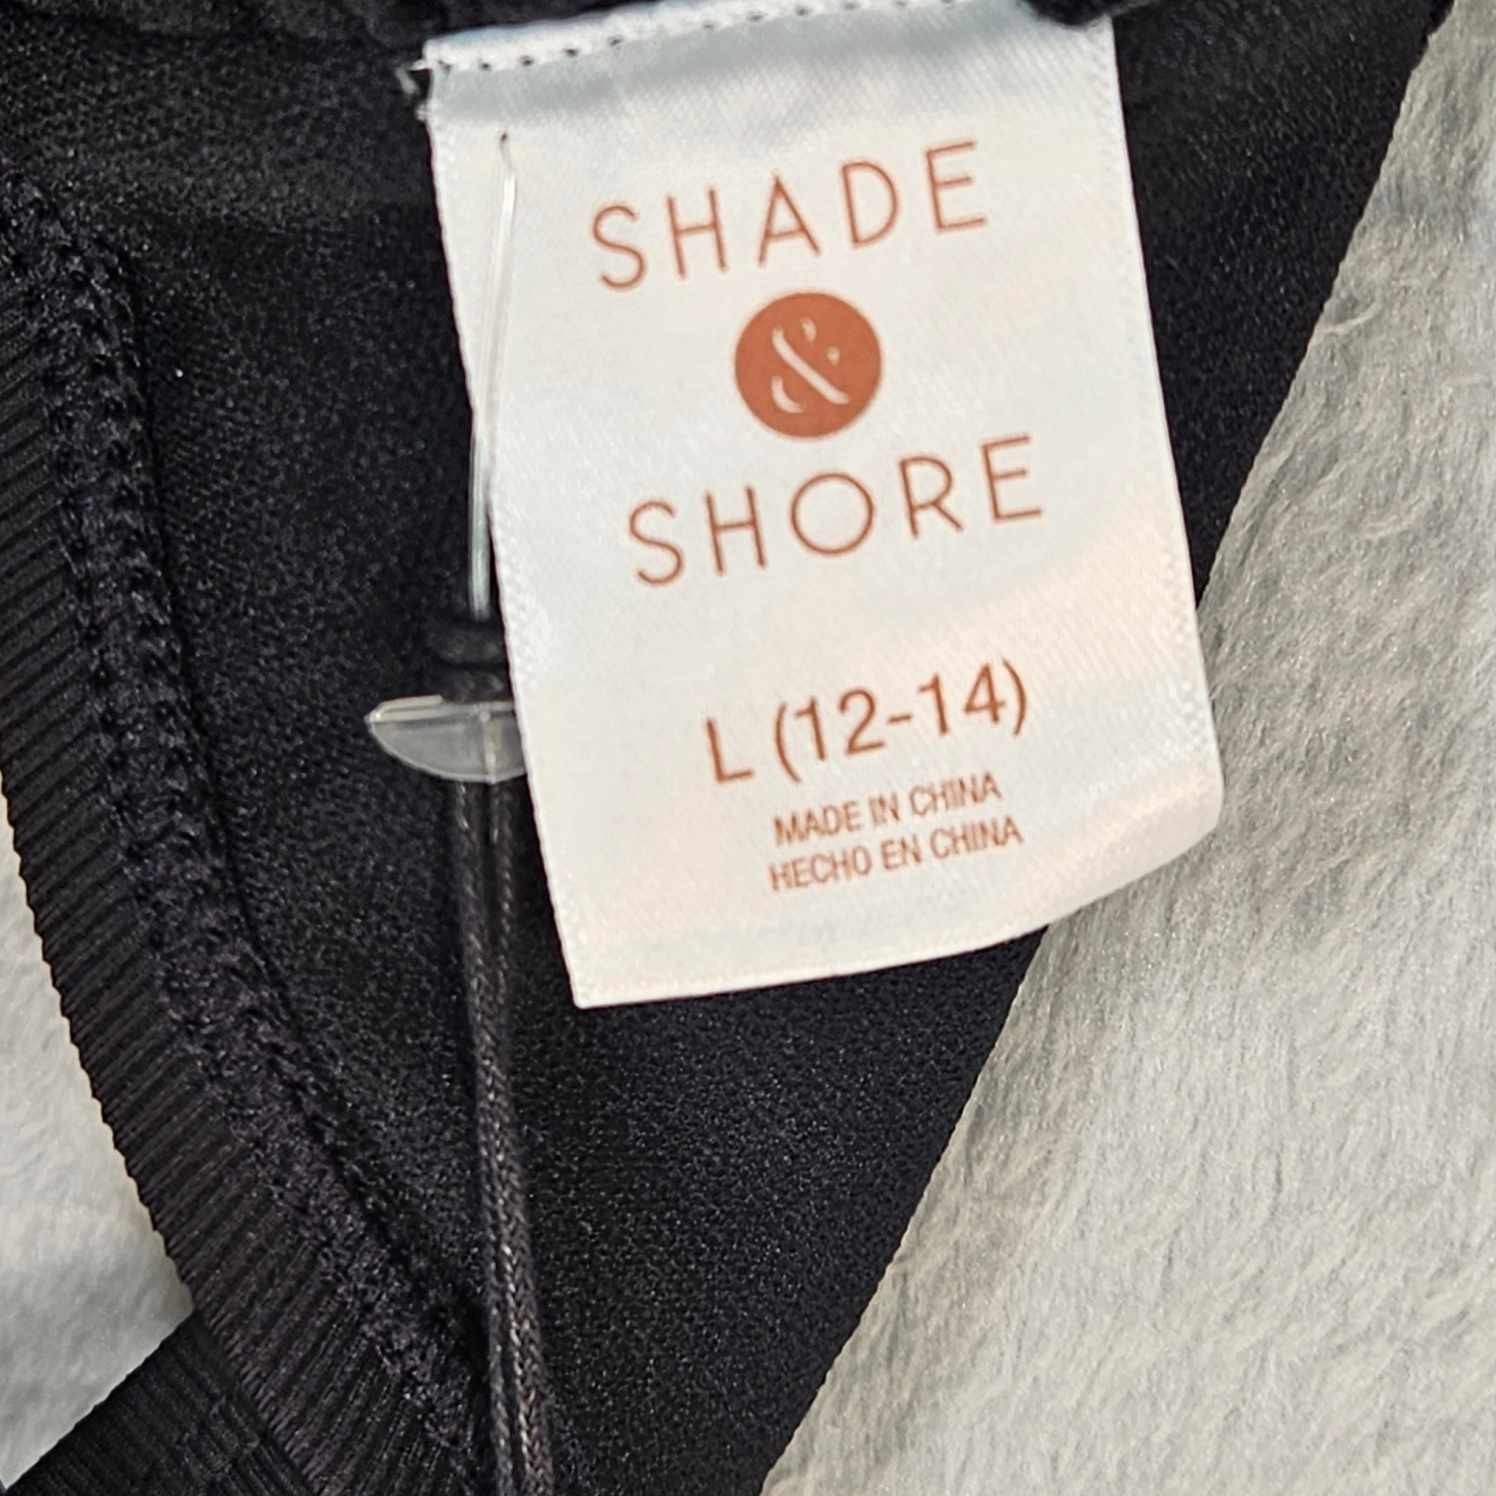 SHADE
&
SHORE
L (12-14)
MADE IN CHINA
HECHO EN CHINA